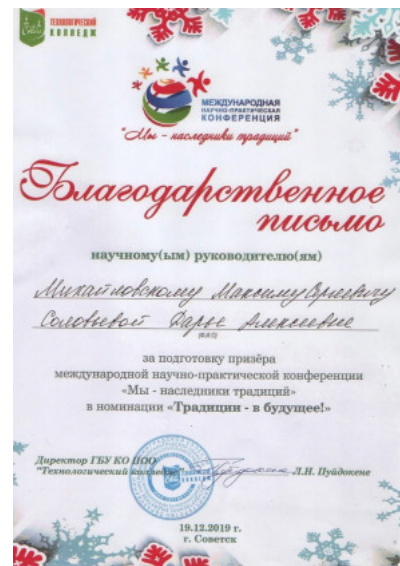 ТЕХНОЛОГИЧЕСКИЙ
КОЛЛЕДЖ
МЕЖДУНАРОДНАЯ
НАУЧНО-ПРАКТИЧЕСКАЯ
КОНФЕРЕНЦИЯ
"Мы - наследники традиций"
Благодарственное
письмо
научному(ым) руководителю(ям)
Михайловскому Максиму Сергеевичу
Соловьевой Дарье Алексеевне
(Ф.И.О)
за подготовку призёра
международной научно-практической конференции
«Мы - наследники традиций»
в номинации «Традиции - в будущее!»
Директор ГБУ КО ПОО
"Технологический колледж" Л.Н. Пуйдокене
19.12.2019 г.
г. Советск